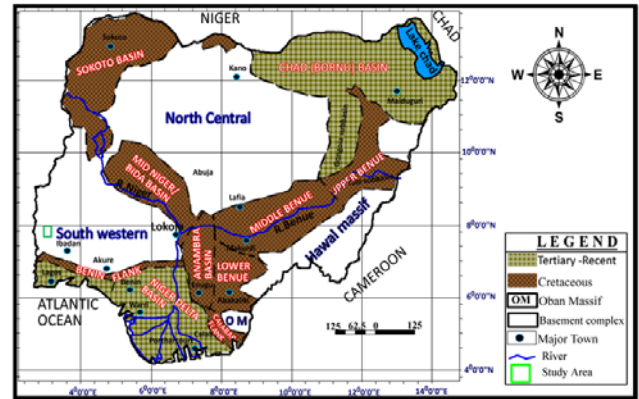 NIGER
CHAD
N
W
E
S
Sokoto
SOKOTO BASIN
Kano
CHAD (BORNU) BASIN
Lake chad
Maiduguri
12°0'0"N
North Central
10°0'0"N
MID NIGER/
BIDA BASIN
R.Niger
Abuja
UPPER BENUE
Lafia
MIDDLE BENUE
R.Benue
Hawal massif
8°0'0"N
South western
Lokoja
Ibadan
Akure
ANAMBRA
BASIN
LOWER
BENUE
CAMEROON
BENIN FLANK
Abakaliki
6°0'0"N
ATLANTIC
OCEAN
NIGER DELTA
BASIN
O M
125 62.5 0 125
4°0'0"N
4°0'0"E
6°0'0"E
8°0'0"E
10°0'0"E
12°0'0"E
14°0'0"E
LEGEND
Tertiary -Recent
Cretaceous
OM Oban Massif
Basement complex
Major Town
River
Study Area